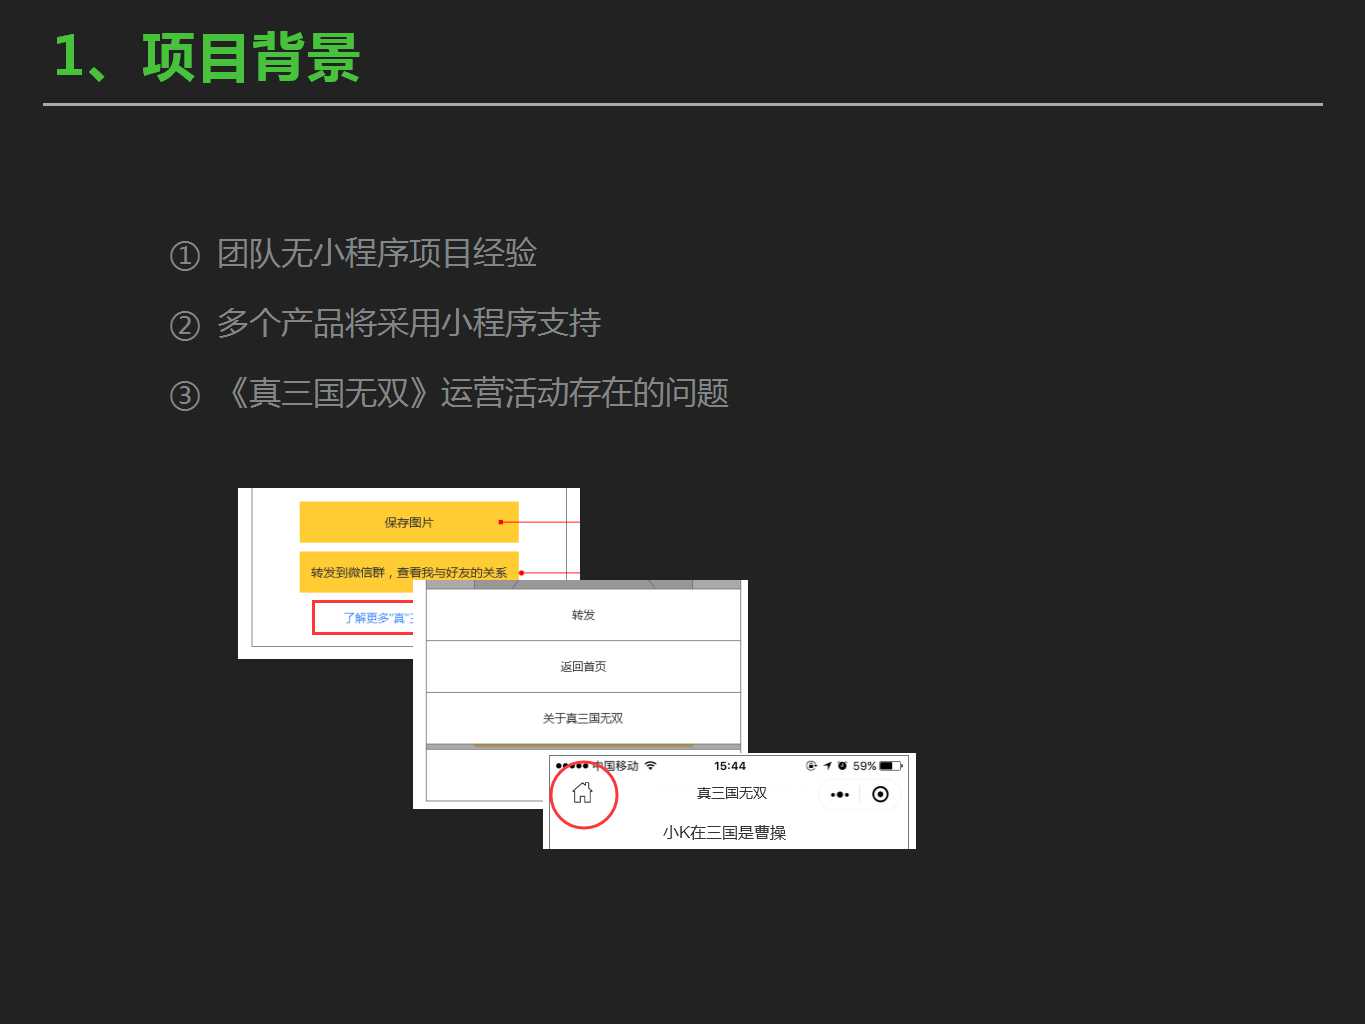 1、项目背景
① 团队无小程序项目经验
② 多个产品将采用小程序支持
③ 《真三国无双》运营活动存在的问题
保存图片
转发到微信群，查看我与好友的关系
了解更多“真”
转发
返回首页
关于真三国无双
中国移动 15:44 59%
真三国无双
小K在三国是曹操